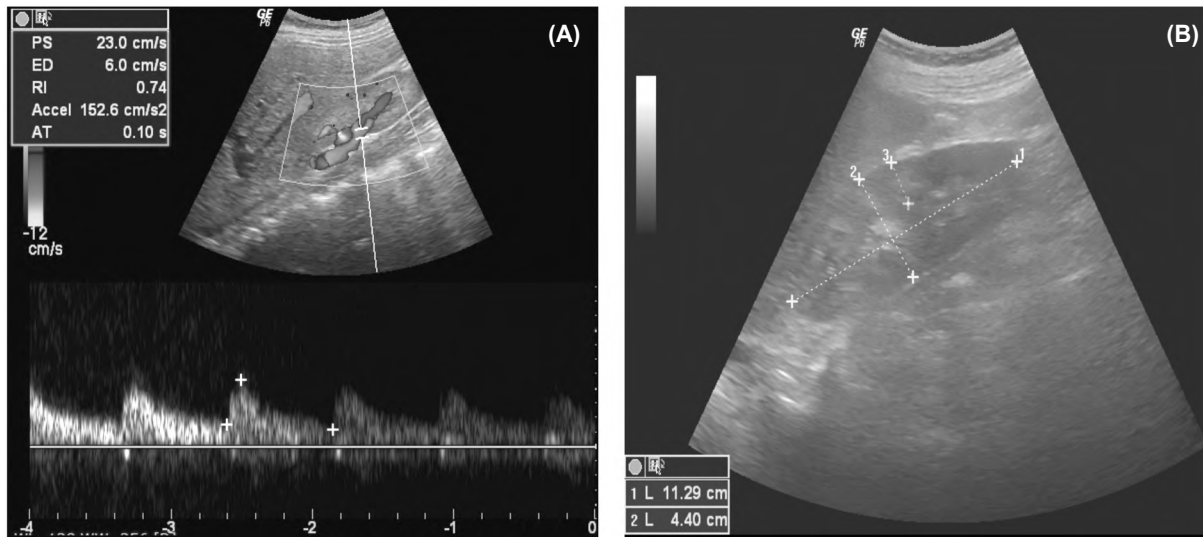 PS 23.0 cm/s
ED 6.0 cm/s
RI 0.74
Accel 152.6 cm/s2
AT 0.10 s
GE
P6
(A)
-12
cm/s
-4 -3 -2 -1 0
GE
P6
(B)
3
1
2
1 L 11.29 cm
2 L 4.40 cm